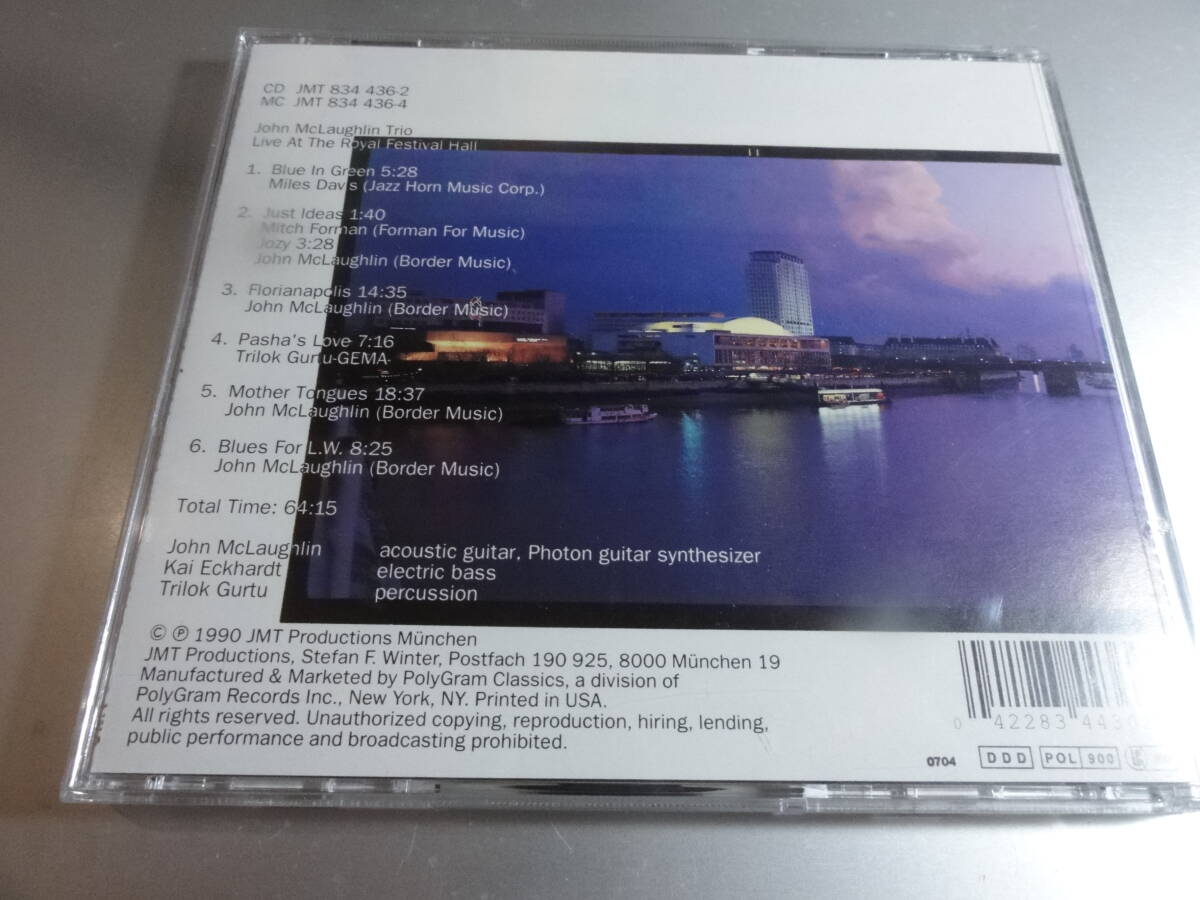 CD JMT 834 436-2
MC JMT 834 436-4
John McLaughlin Trio
Live At The Royal Festival Hall
1. Blue In Green 5:28
Miles Davis (Jazz Horn Music Corp.)
2. Just Ideas 1:40
Mitch Forman (Forman For Music)
Jozy 3:28
John McLaughlin (Border Music)
3. Florianapolis 14:35
John McLaughlin (Border Music)
4. Pasha's Love 7:16
Trilok Gurtu-GEMA
5. Mother Tongues 18:37
John McLaughlin (Border Music)
6. Blues For L.W. 8:25
John McLaughlin (Border Music)
Total Time: 64:15
John McLaughlin acoustic guitar, Photon guitar synthesizer
Kai Eckhardt electric bass
Trilok Gurtu percussion
© ℗ 1990 JMT Productions München
JMT Productions, Stefan F. Winter, Postfach 190 925, 8000 München 19
Manufactured & Marketed by PolyGram Classics, a division of
PolyGram Records Inc., New York, NY. Printed in USA.
All rights reserved. Unauthorized copying, reproduction, hiring, lending,
public performance and broadcasting prohibited.
0 42283
0704 DDD POL 900